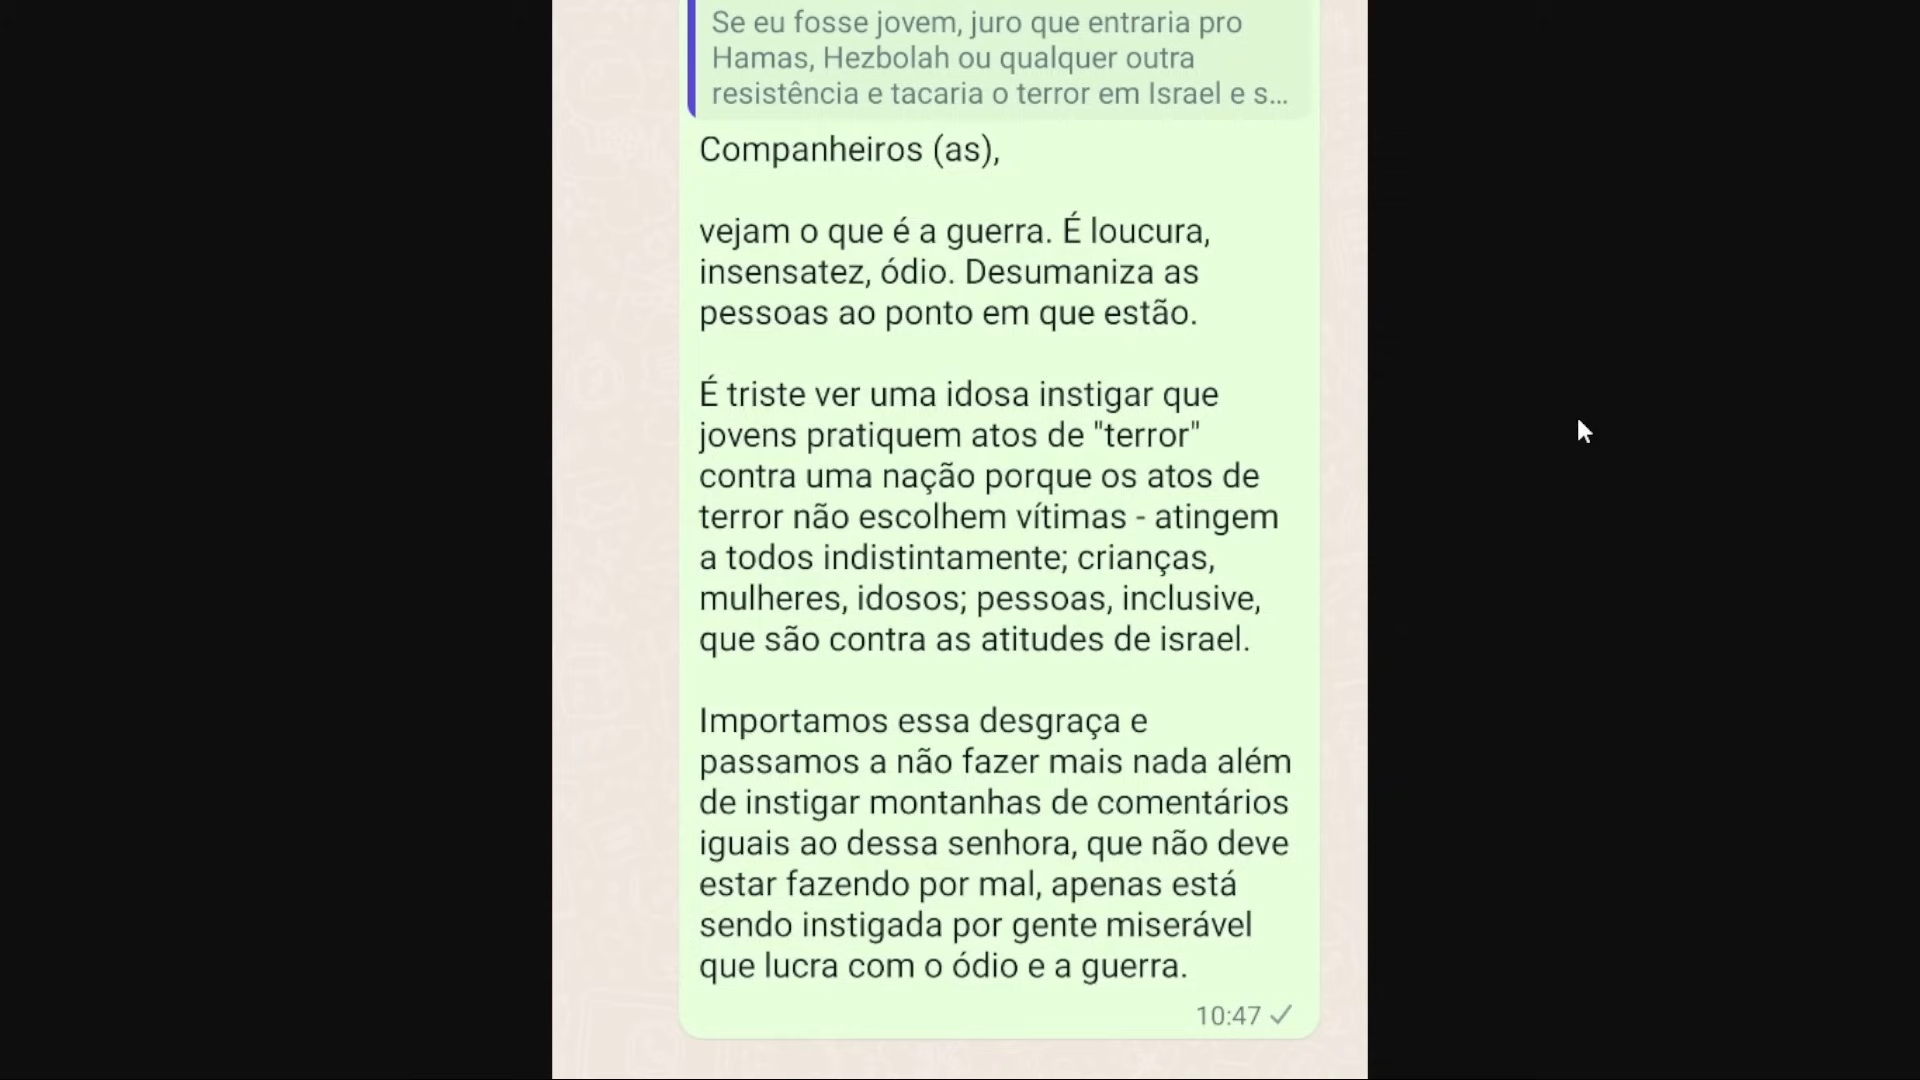 Se eu fosse jovem, juro que entraria pro
Hamas, Hezbolah ou qualquer outra
resistência e tacaria o terror em Israel e s...
Companheiros (as),
vejam o que é a guerra. É loucura,
insensatez, ódio. Desumaniza as
pessoas ao ponto em que estão.
É triste ver uma idosa instigar que
jovens pratiquem atos de "terror"
contra uma nação porque os atos de
terror não escolhem vítimas - atingem
a todos indistintamente; crianças,
mulheres, idosos; pessoas, inclusive,
que são contra as atitudes de israel.
Importamos essa desgraça e
passamos a não fazer mais nada além
de instigar montanhas de comentários
iguais ao dessa senhora, que não deve
estar fazendo por mal, apenas está
sendo instigada por gente miserável
que lucra com o ódio e a guerra.
10:47